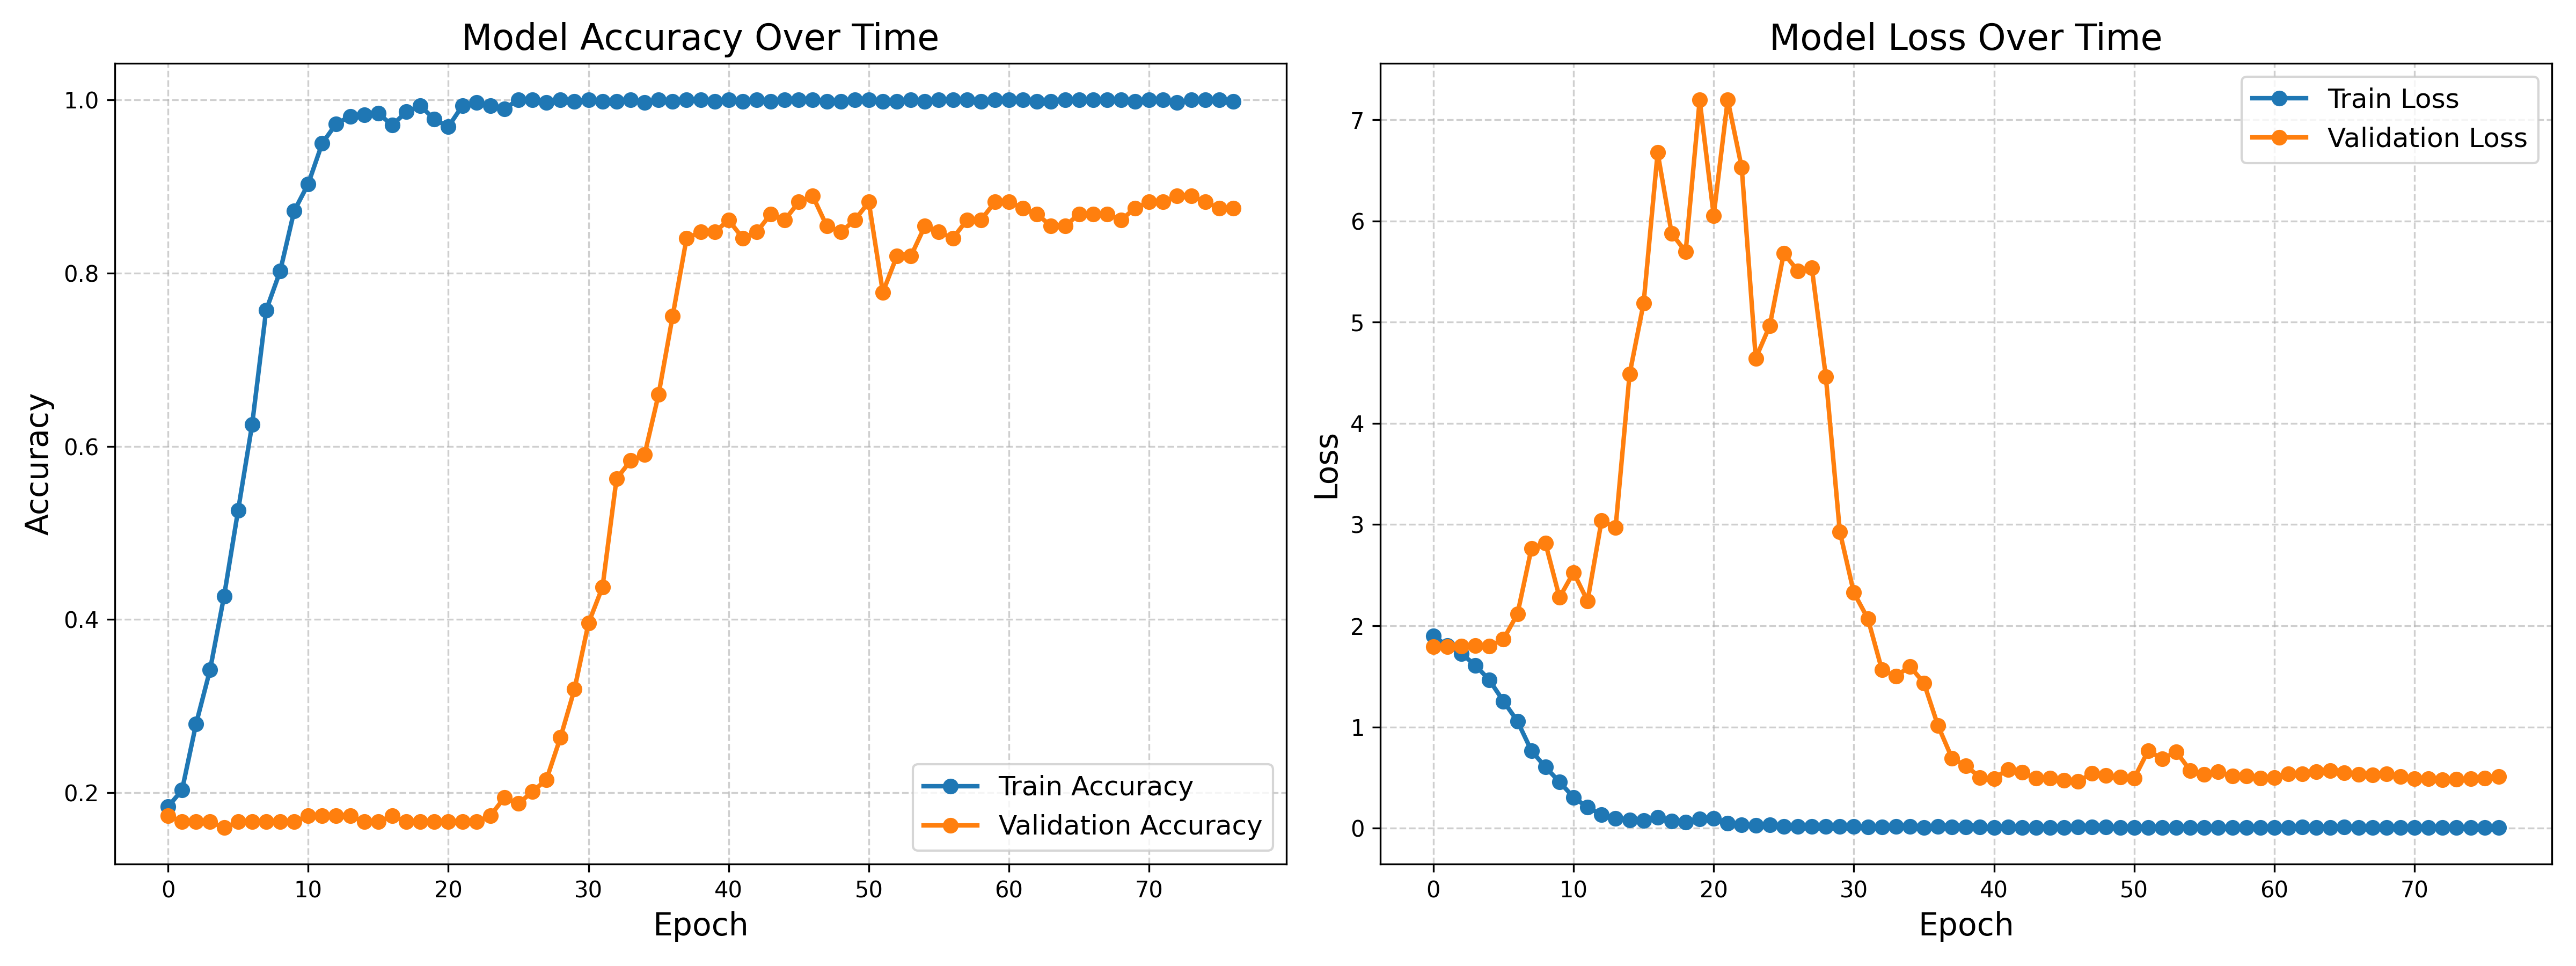 Model Accuracy Over Time
1.0
0.8
0.6
0.4
0.2
Accuracy
0 10 20 30 40 50 60 70
Epoch
Train Accuracy
Validation Accuracy
Model Loss Over Time
7
6
5
4
3
2
1
0
Loss
0 10 20 30 40 50 60 70
Epoch
Train Loss
Validation Loss